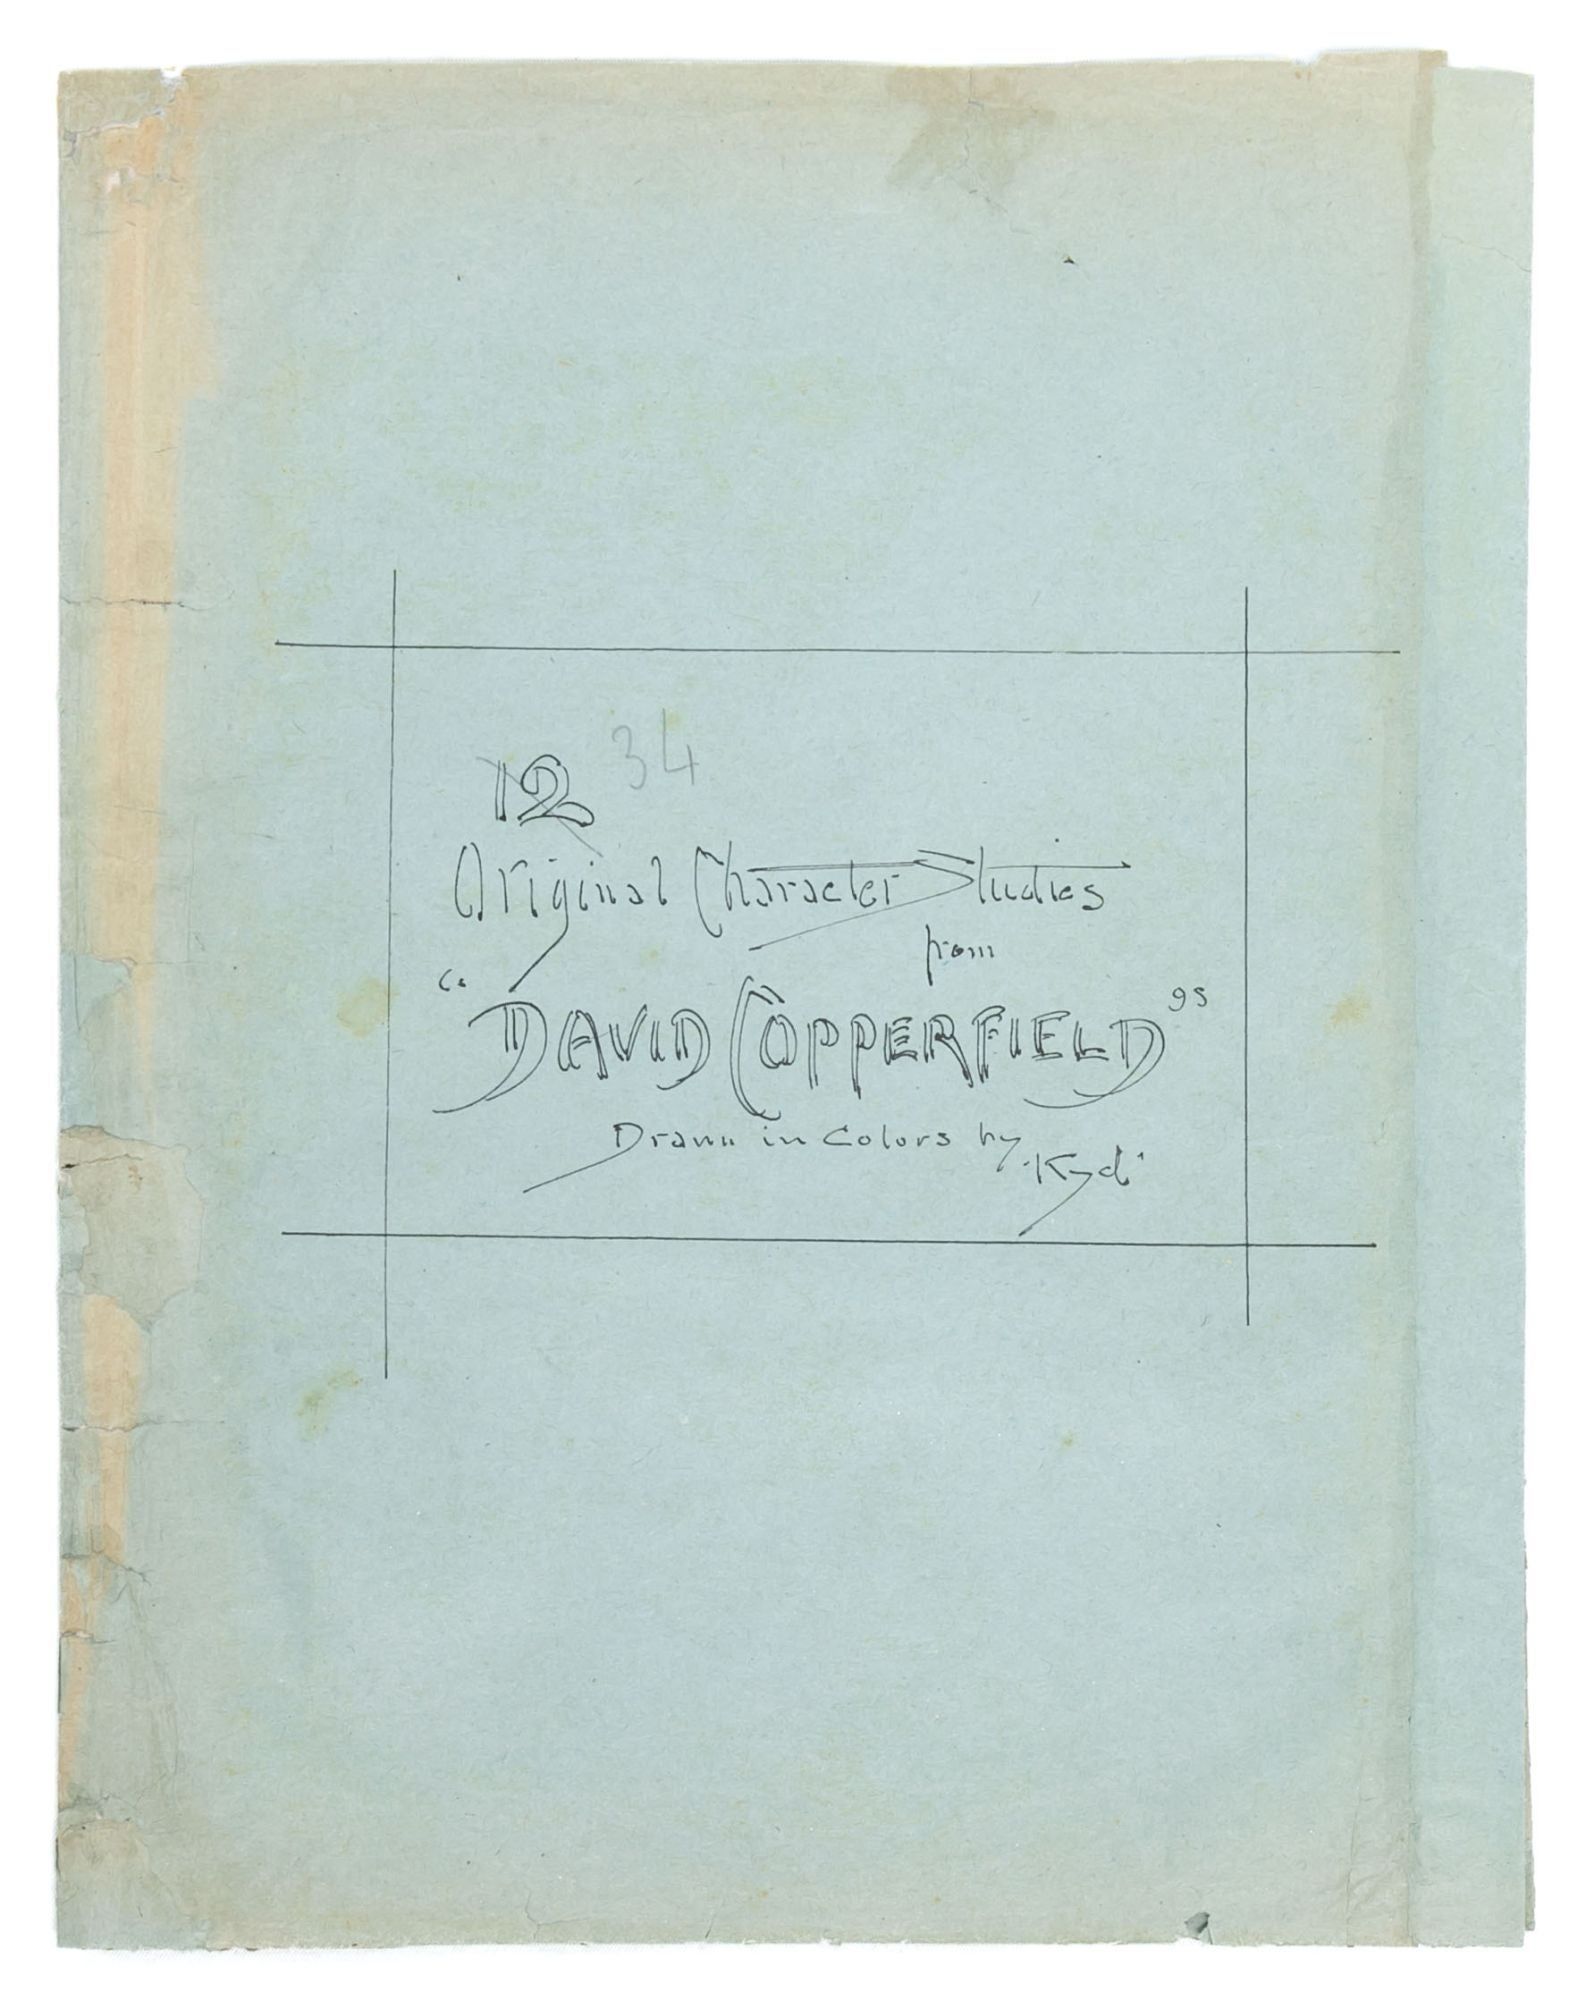 12 34
Original Character Studies
from
"DAVID COPPERFIELD"
Drawn in Colors by
'Kyd'